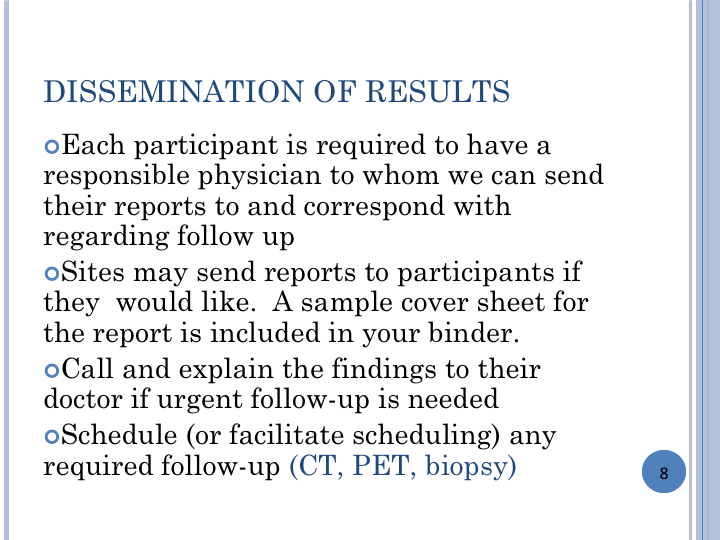 DISSEMINATION OF RESULTS
Each participant is required to have a
responsible physician to whom we can send
their reports to and correspond with
regarding follow up
Sites may send reports to participants if
they  would like.  A sample cover sheet for
the report is included in your binder.
Call and explain the findings to their
doctor if urgent follow-up is needed
Schedule (or facilitate scheduling) any
required follow-up (CT, PET, biopsy)
8